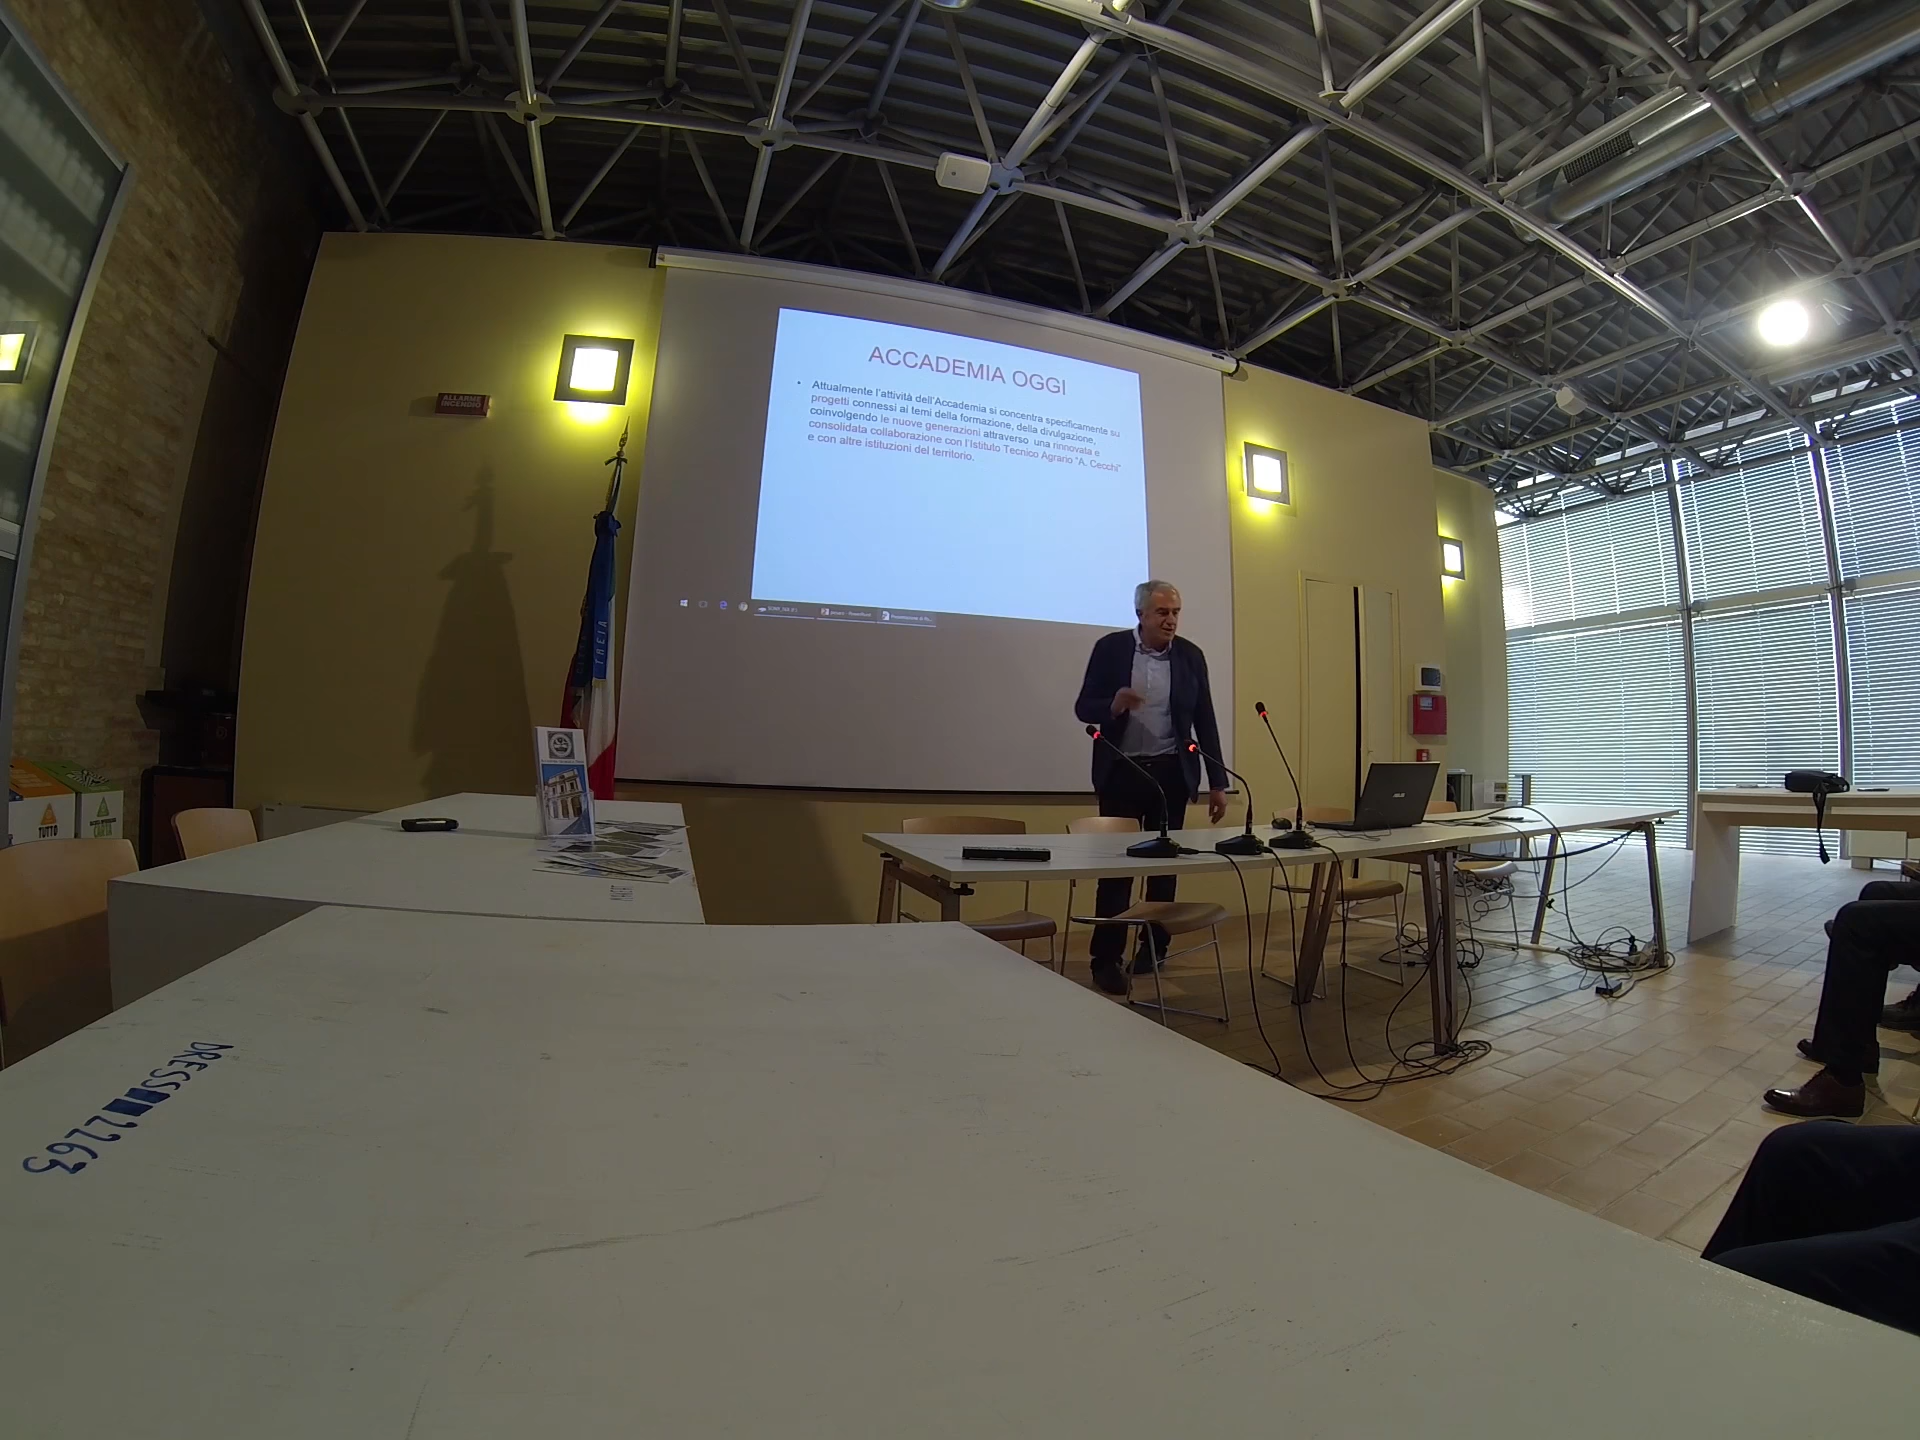 ALLARME
INCENDIO
ACCADEMIA OGGI
• Attualmente l'attività dell'Accademia si concentra specificamente su
progetti connessi ai temi della formazione, della divulgazione,
coinvolgendo le nuove generazioni attraverso una rinnovata e
consolidata collaborazione con l'Istituto Tecnico Agrario "A. Cecchi"
e con altre istituzioni del territorio.
TREIA
TUTTO
CARTA
ASUS
2263